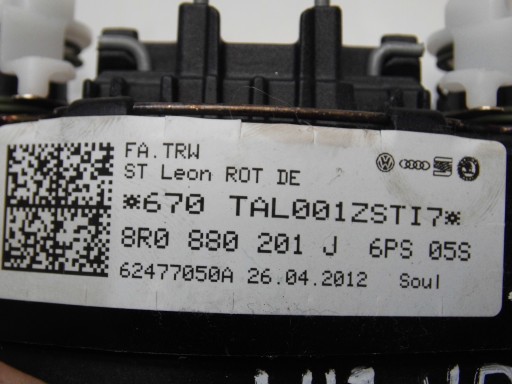 FA.TRW
ST Leon ROT DE
*670 TAL001ZSTI7*
8R0 880 201 J 6PS 05S
62477050A 26.04.2012 Soul